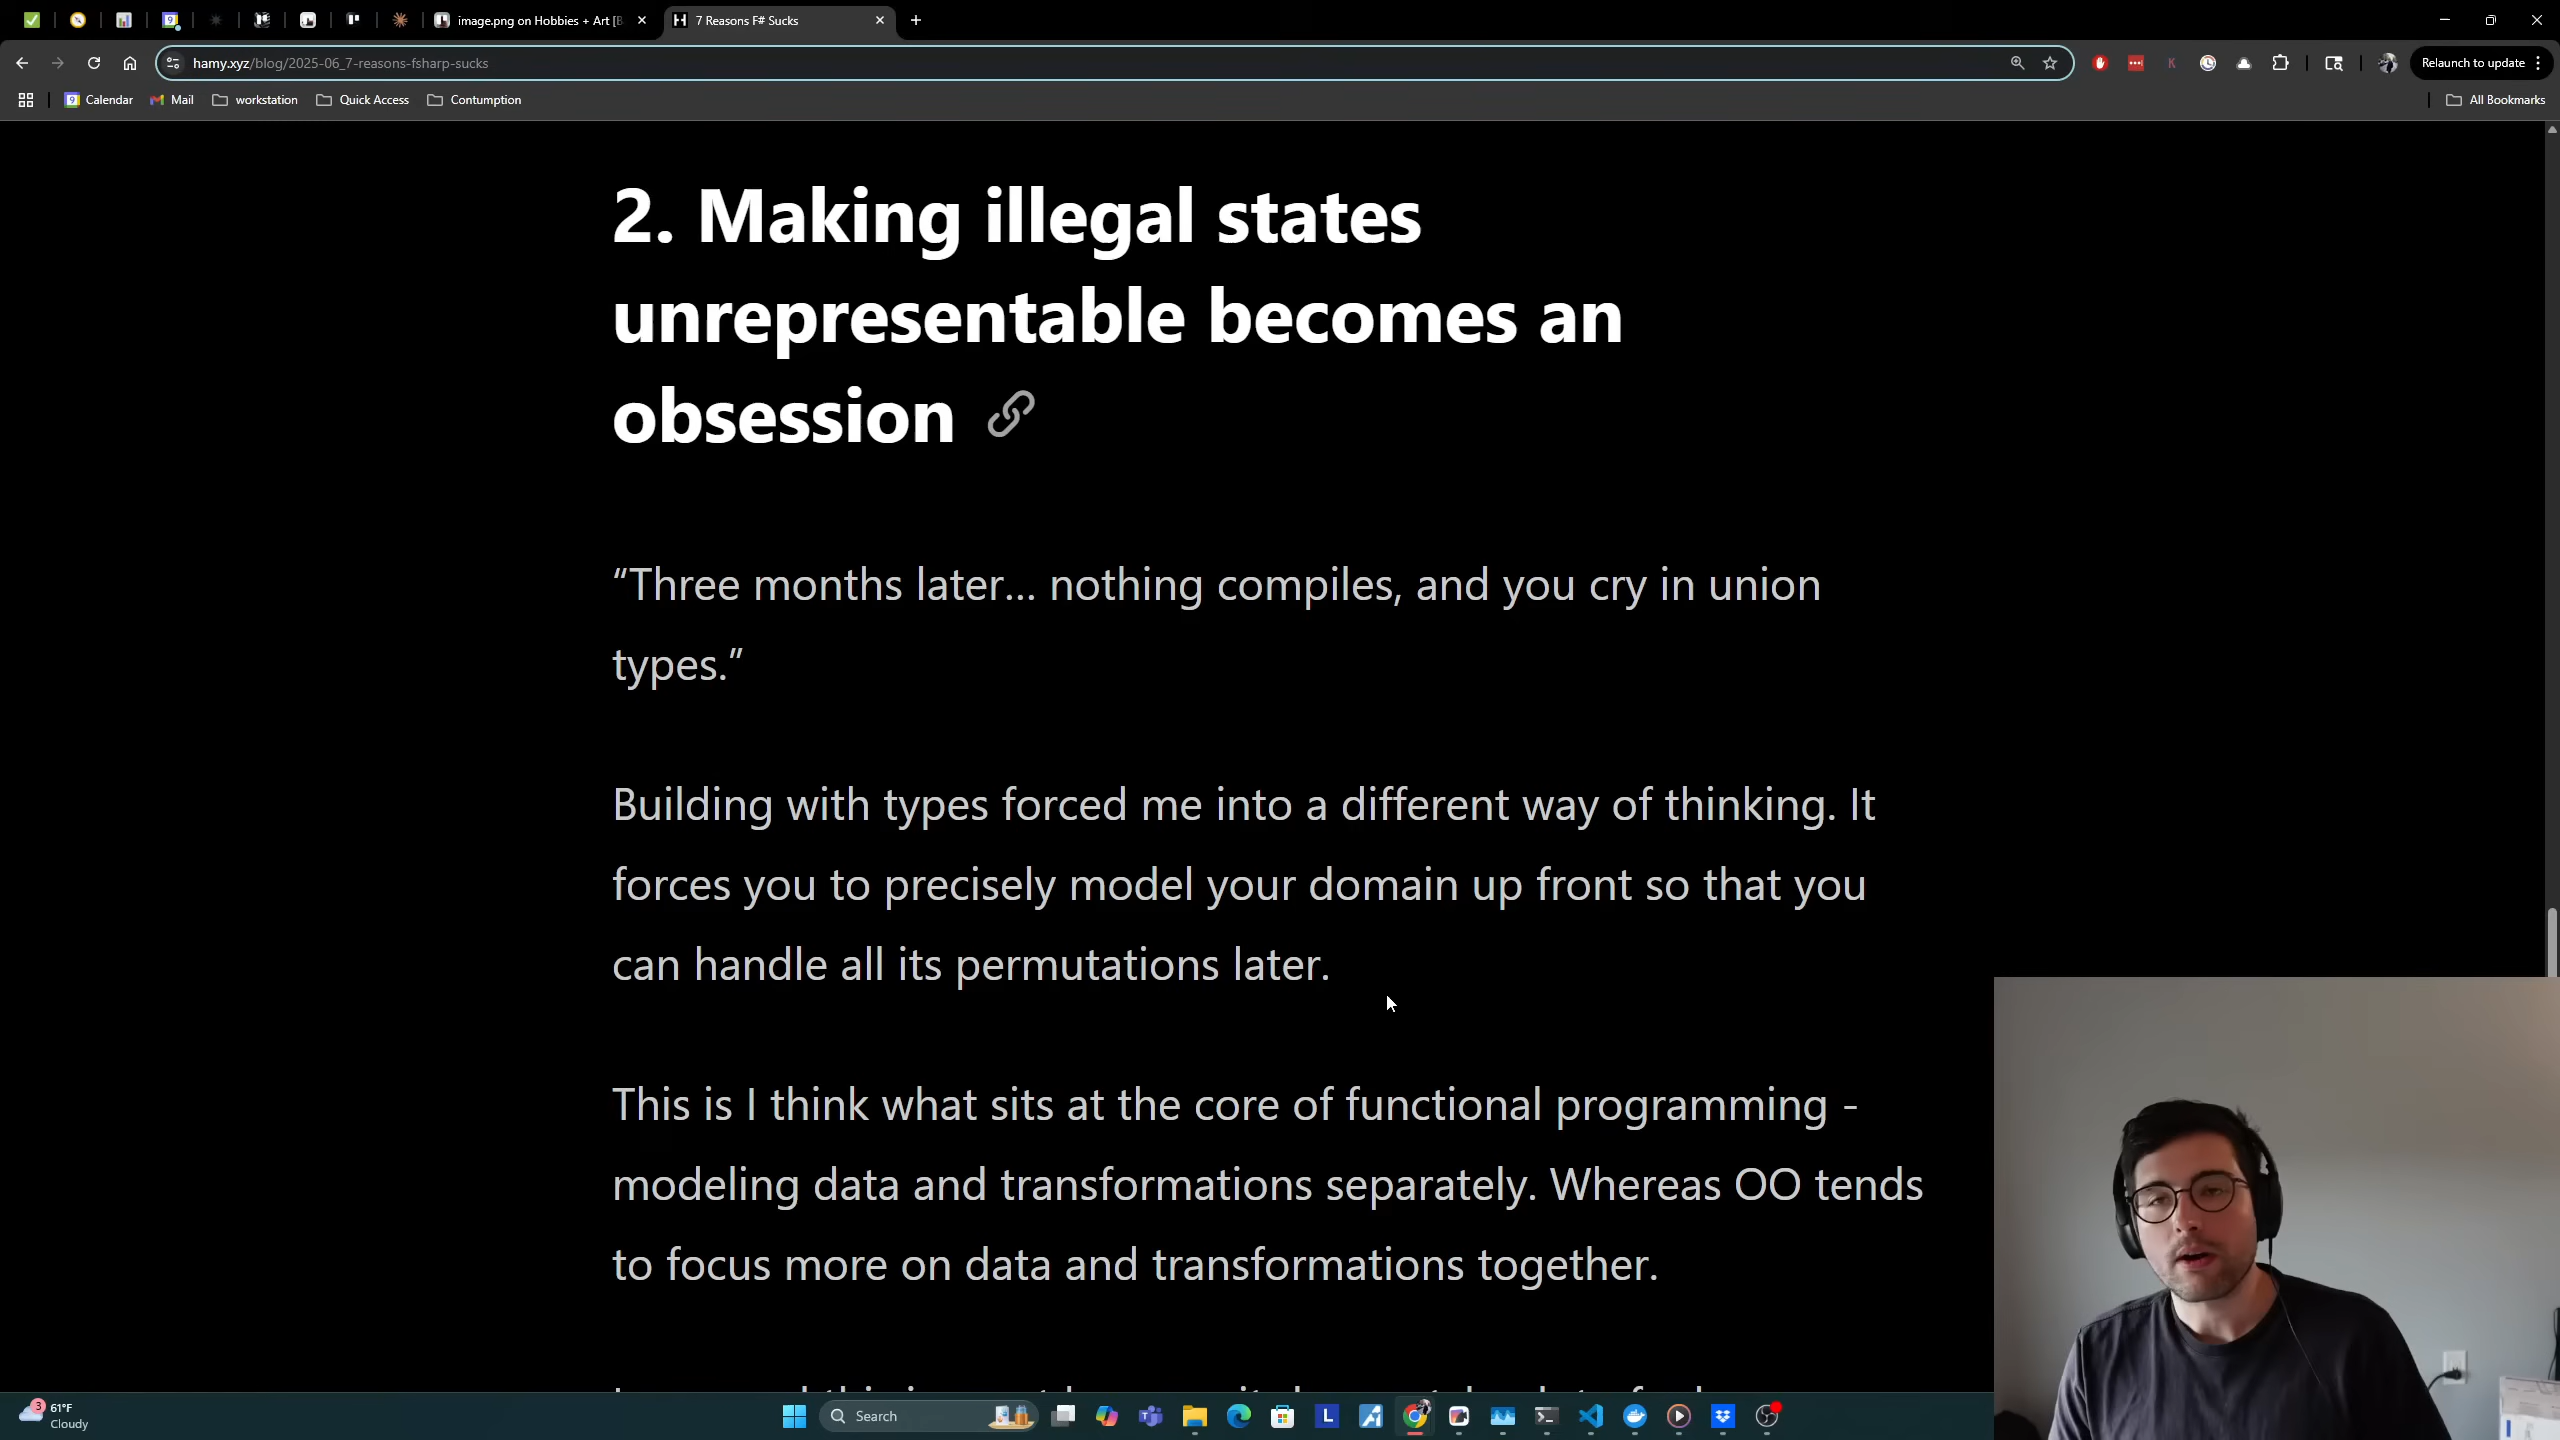 image.png on Hobbies + Art [B
7 Reasons F# Sucks
hamy.xyz/blog/2025-06_7-reasons-fsharp-sucks
Relaunch to update
Calendar
Mail
workstation
Quick Access
Contumption
All Bookmarks
2. Making illegal states
unrepresentable becomes an
obsession
“Three months later... nothing compiles, and you cry in union
types.”
Building with types forced me into a different way of thinking. It
forces you to precisely model your domain up front so that you
can handle all its permutations later.
This is I think what sits at the core of functional programming -
modeling data and transformations separately. Whereas OO tends
to focus more on data and transformations together.
3
61°F
Cloudy
Search